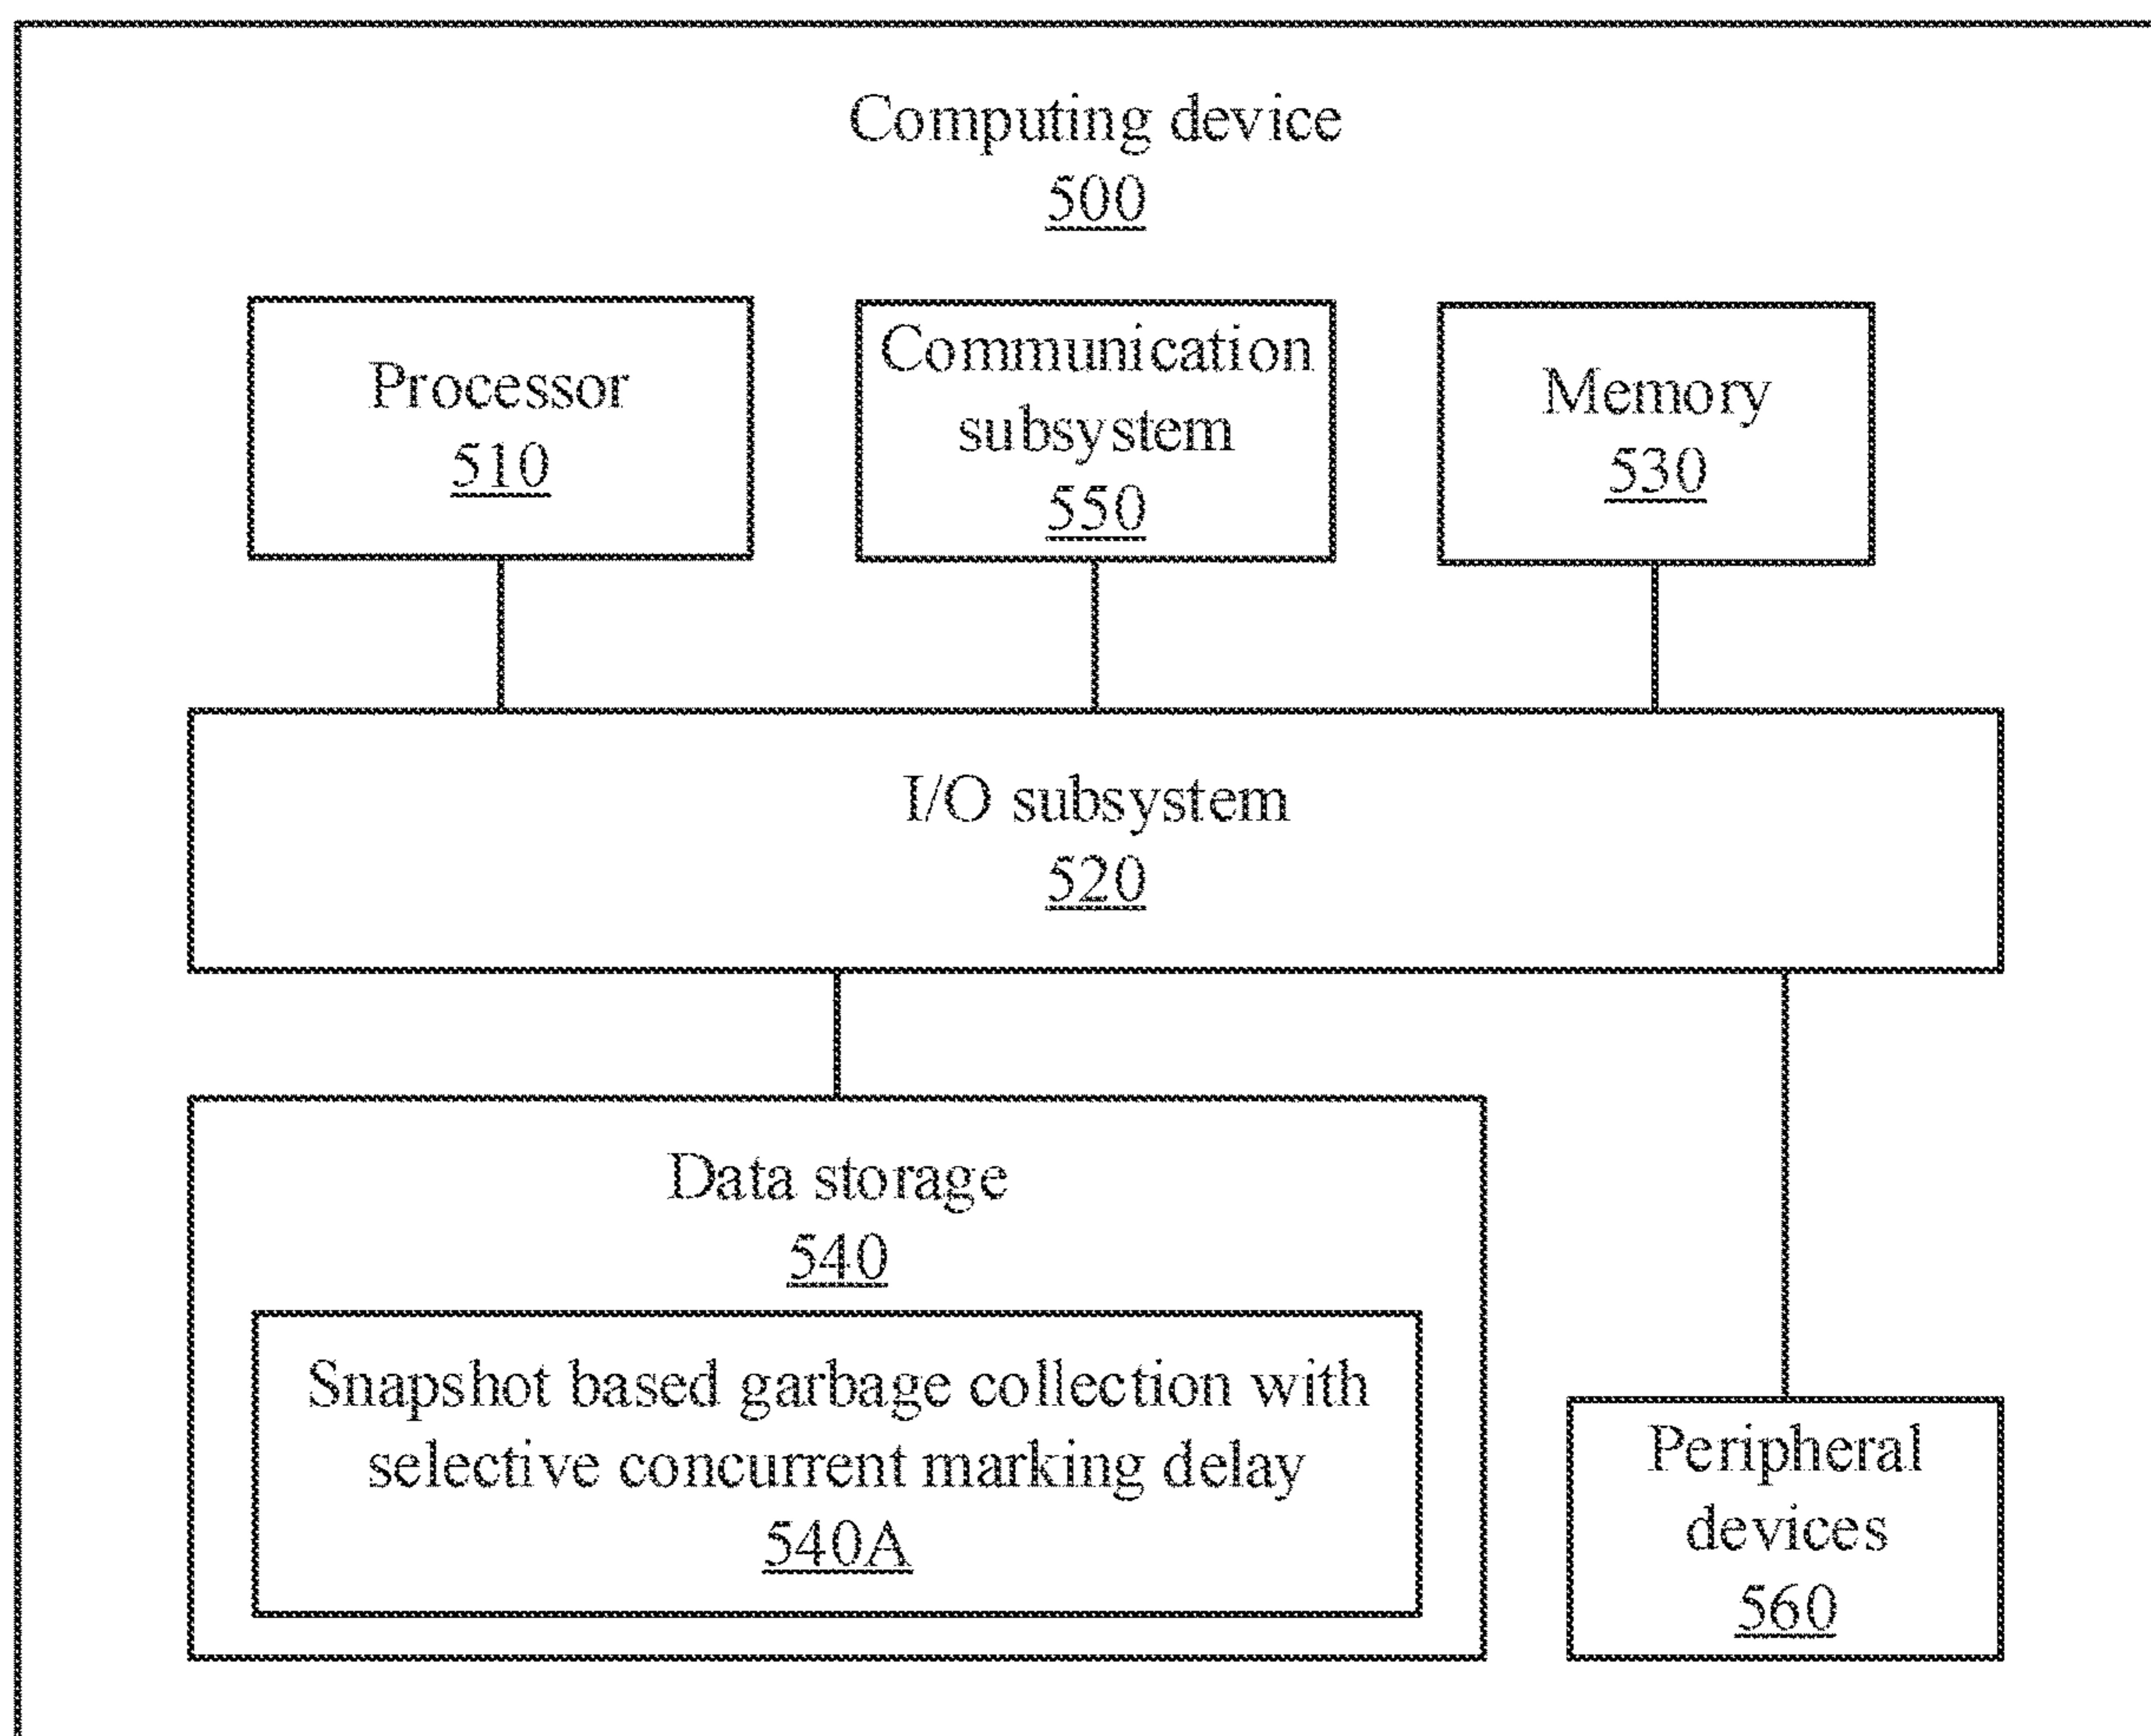 Computing device
500
Processor
510
Communication
subsystem
550
Memory
530
I/O subsystem
520
Data storage
540
Snapshot based garbage collection with
selective concurrent marking delay
540A
Peripheral
devices
560